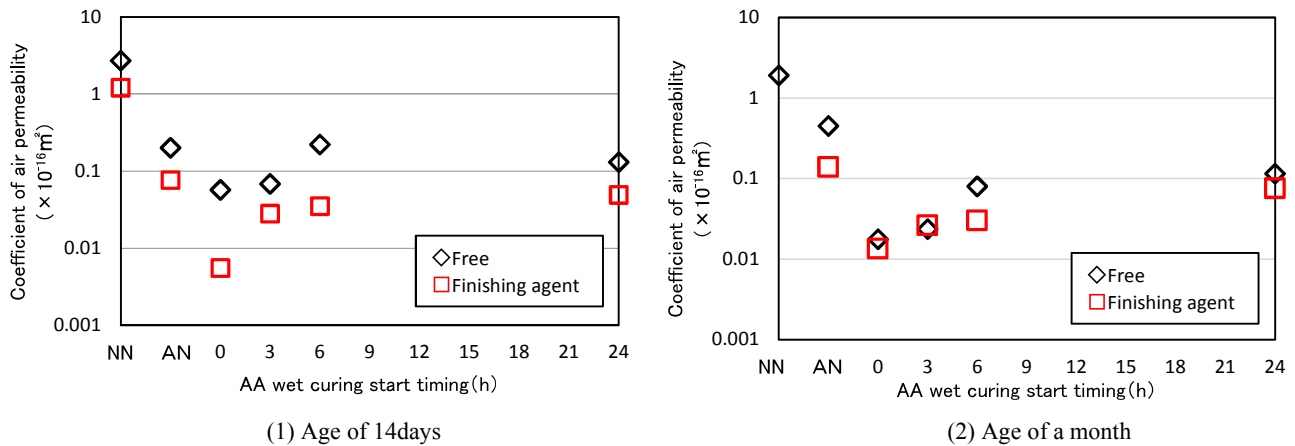 Coefficient of air permebility
(×10⁻¹⁶㎡)
10
1
0.1
0.01
0.001
Free
Finishing agent
NN AN 0 3 6 9 12 15 18 21 24
AA wet curing start timing(h)
(1) Age of 14days
Coefficient of air permeability
(×10⁻¹⁶㎡)
10
1
0.1
0.01
0.001
Free
Finishing agent
NN AN 0 3 6 9 12 15 18 21 24
AA wet curing start timing(h)
(2) Age of a month